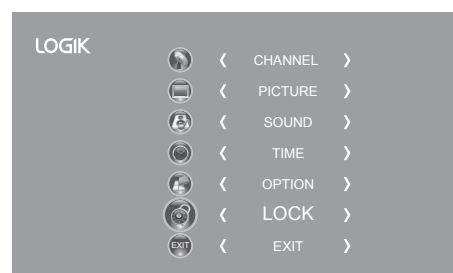 LOGIK
CHANNEL
PICTURE
SOUND
TIME
OPTION
LOCK
EXIT EXIT